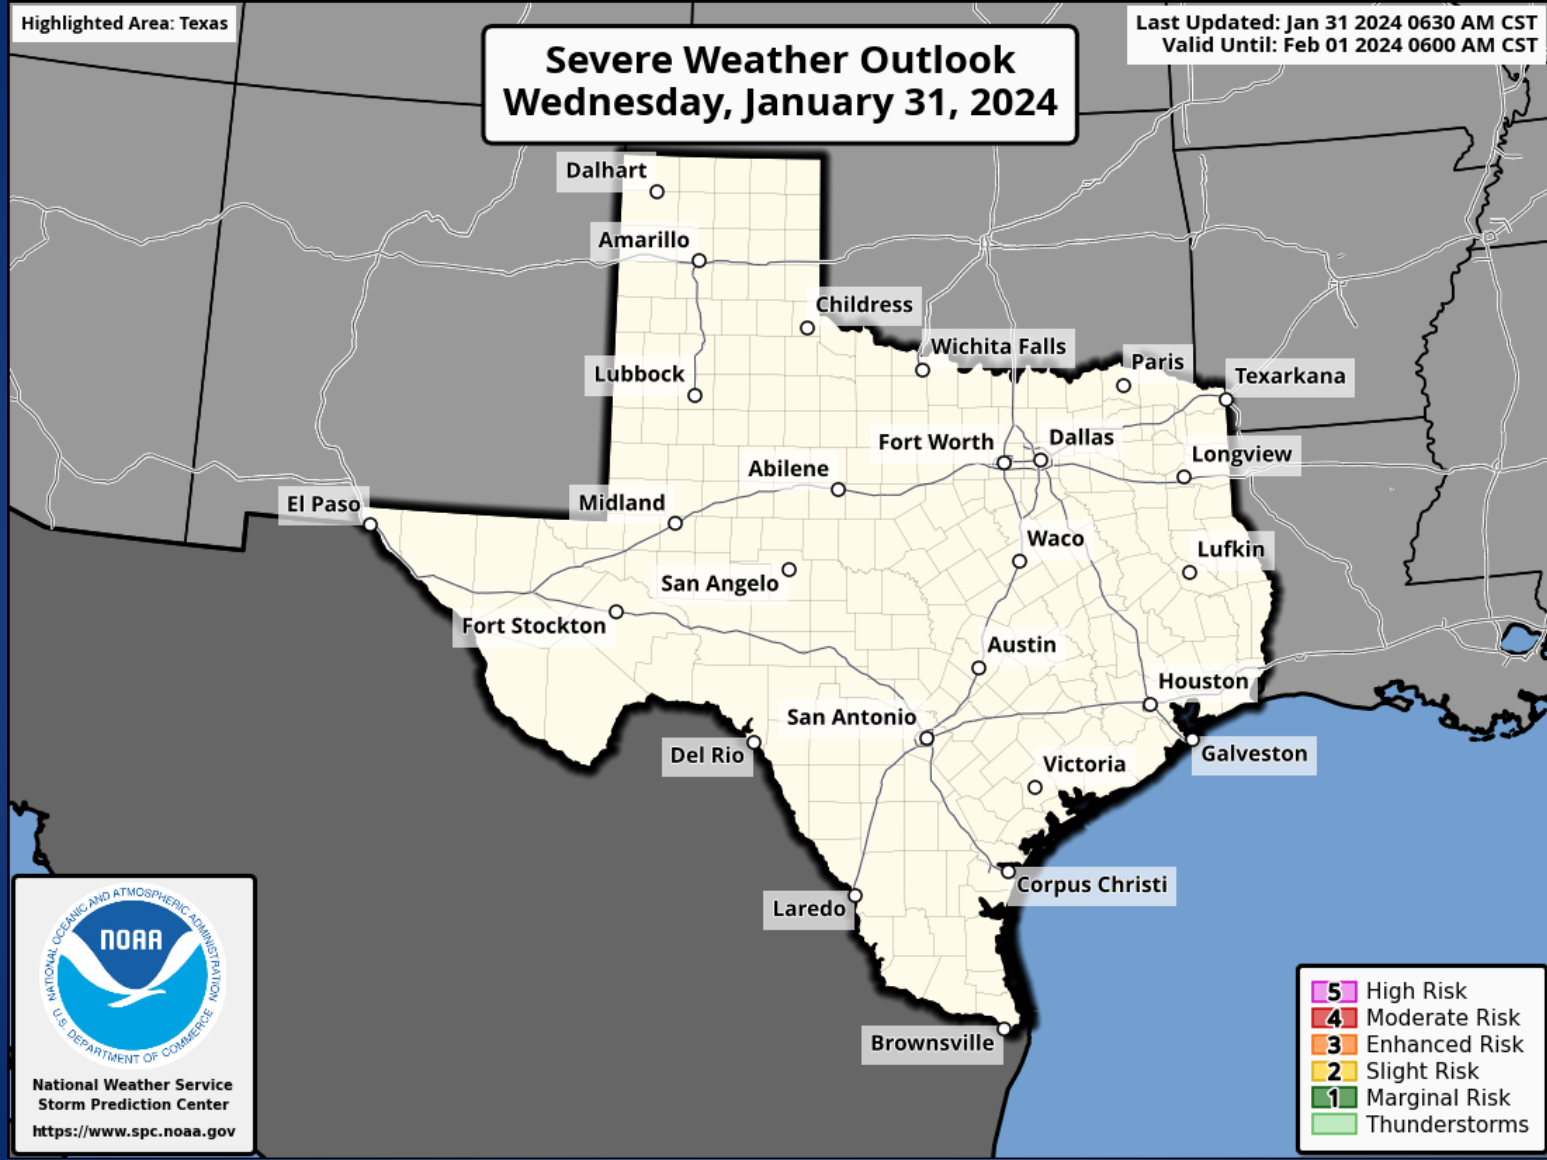 Highlighted Area: Texas
Severe Weather Outlook
Wednesday, January 31, 2024
Last Updated: Jan 31 2024 0630 AM CST
Valid Until: Feb 01 2024 0600 AM CST
Dalhart
Amarillo
Childress
Wichita Falls
Paris
Texarkana
Lubbock
Fort Worth
Dallas
Longview
Abilene
Midland
El Paso
Waco
Lufkin
San Angelo
Fort Stockton
Austin
Houston
San Antonio
Del Rio
Galveston
Victoria
Corpus Christi
Laredo
Brownsville
NATIONAL OCEANIC AND ATMOSPHERIC ADMINISTRATION
NOAA
U.S. DEPARTMENT OF COMMERCE
National Weather Service
Storm Prediction Center
https://www.spc.noaa.gov
5 High Risk
4 Moderate Risk
3 Enhanced Risk
2 Slight Risk
1 Marginal Risk
Thunderstorms